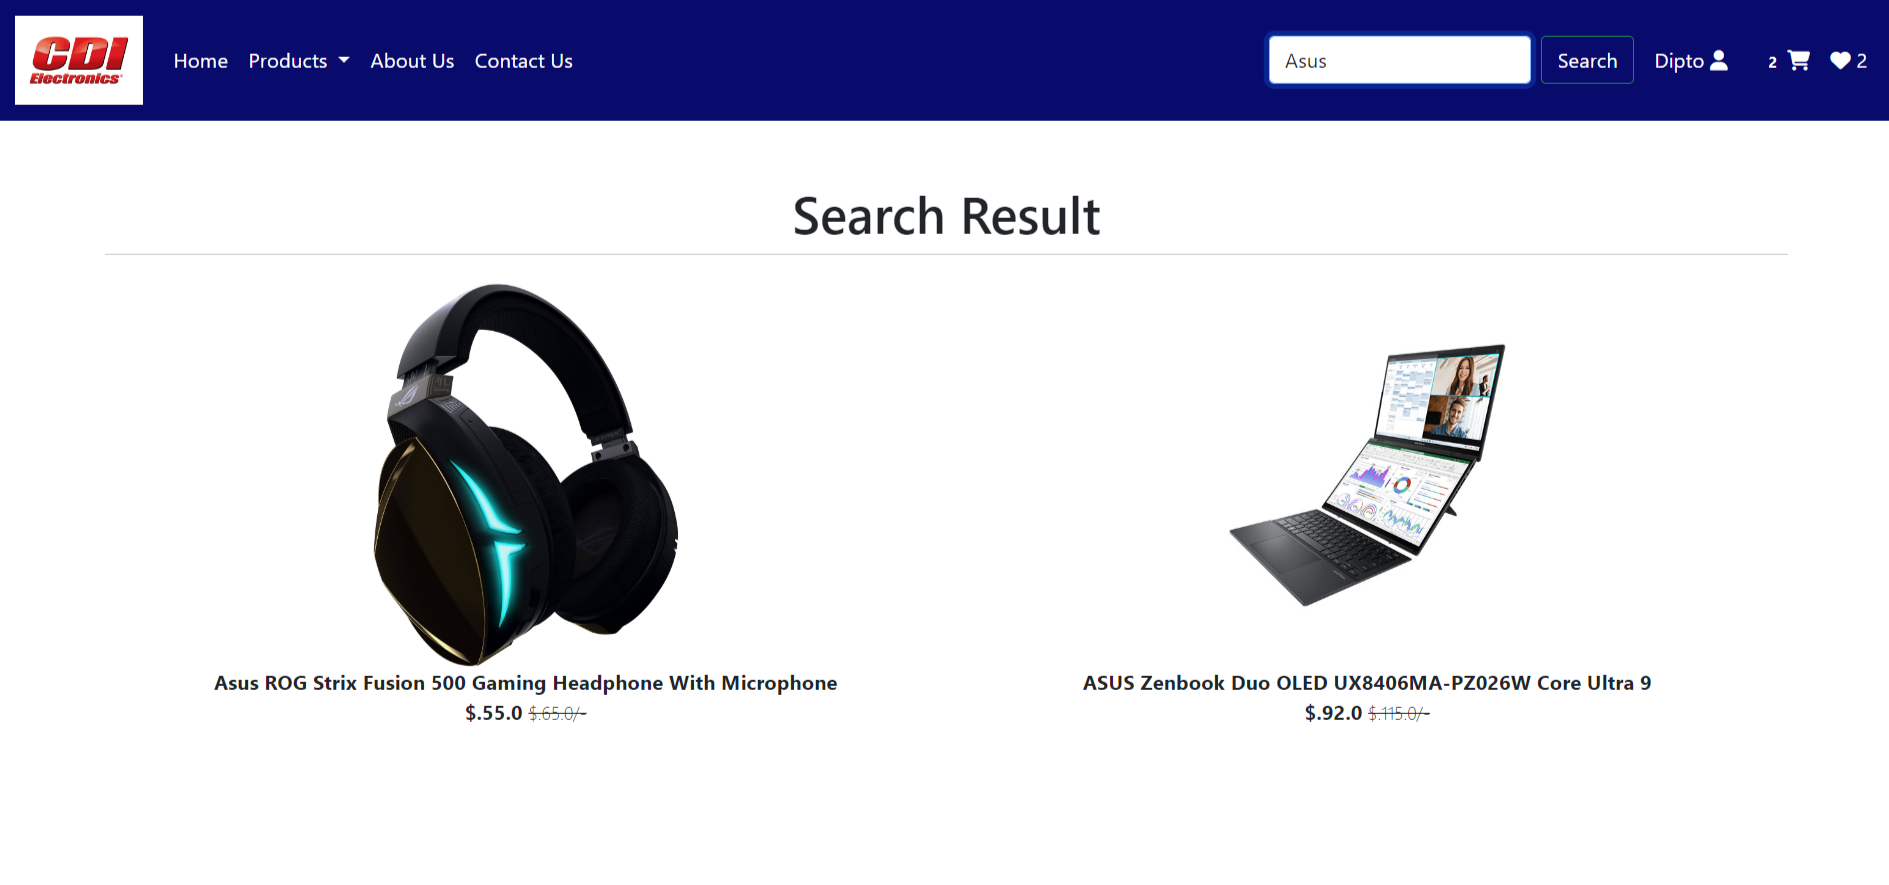 CDI
Electronics
Home Products About Us Contact Us
Asus
Search
Dipto
2
2
Search Result
Asus ROG Strix Fusion 500 Gaming Headphone With Microphone
$.55.0 $.65.0/-
ASUS Zenbook Duo OLED UX8406MA-PZ026W Core Ultra 9
$.92.0 $.115.0/-